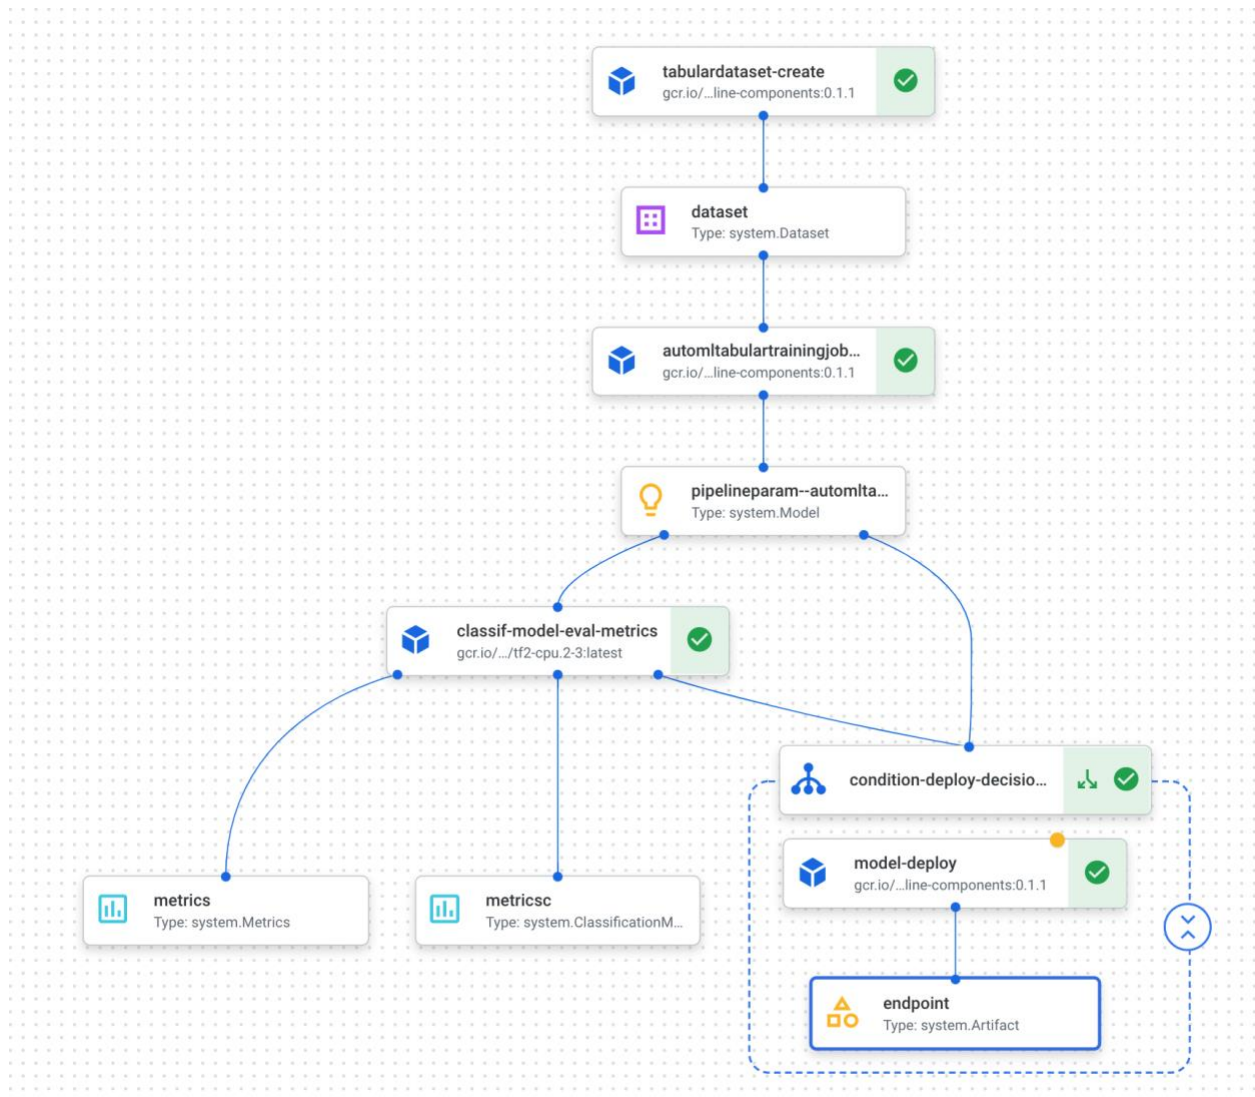 tabulardataset-create
gcr.io/...line-components:0.1.1
dataset
Type: system.Dataset
automltabulartrainingjob...
gcr.io/...line-components:0.1.1
pipelineparam--automlta...
Type: system.Model
classif-model-eval-metrics
gcr.io/.../tf2-cpu.2-3:latest
condition-deploy-decisio...
model-deploy
gcr.io/...line-components:0.1.1
metrics
Type: system.Metrics
metricsc
Type: system.ClassificationM...
endpoint
Type: system.Artifact